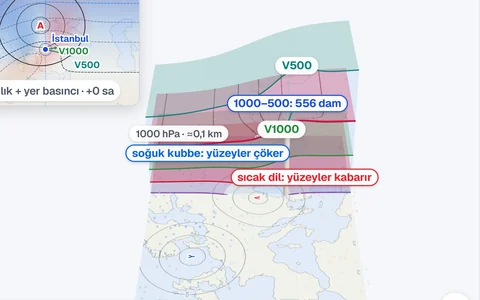 A
İstanbul
V1000
V500
lık + yer basıncı · +0 sa
V500
1000–500: 556 dam
1000 hPa · ≈0,1 km
V1000
soğuk kubbe: yüzeyler çöker
sıcak dil: yüzeyler kabarır
A
Y